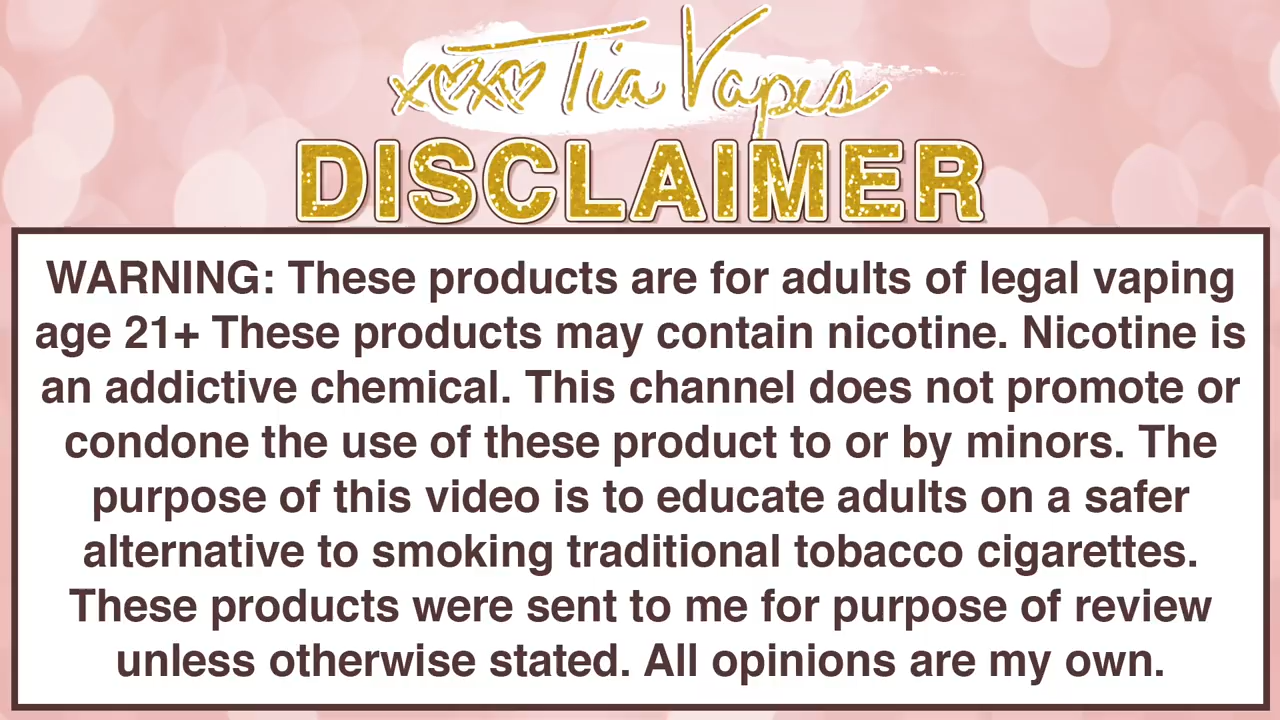 xoxo Tia Vapes
DISCLAIMER
WARNING: These products are for adults of legal vaping
age 21+ These products may contain nicotine. Nicotine is
an addictive chemical. This channel does not promote or
condone the use of these product to or by minors. The
purpose of this video is to educate adults on a safer
alternative to smoking traditional tobacco cigarettes.
These products were sent to me for purpose of review
unless otherwise stated. All opinions are my own.